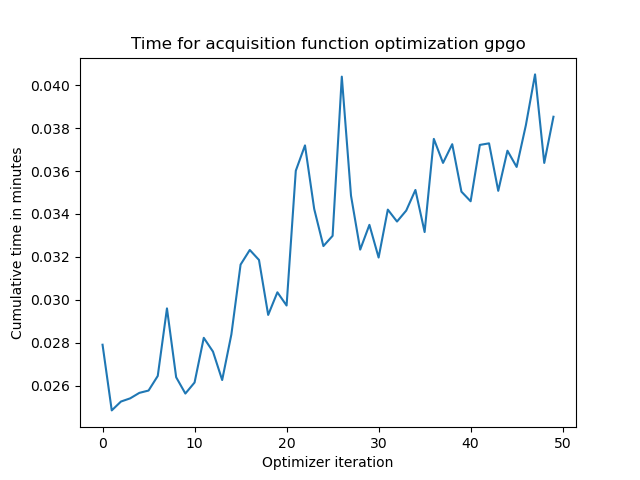 Time for acquisition function optimization gpgo
0.040
0.038
0.036
0.034
0.032
0.030
0.028
0.026
Cumulative time in minutes
0 10 20 30 40 50
Optimizer iteration